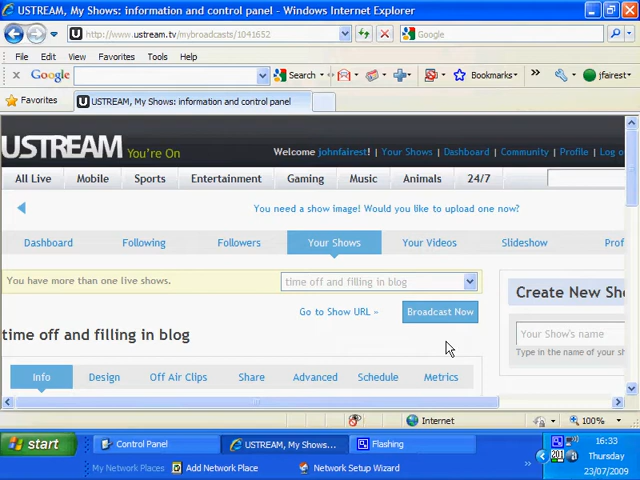 USTREAM, My Shows: information and control panel - Windows Internet Explorer
http://www.ustream.tv/mybroadcasts/1041652
Google
File Edit View Favorites Tools Help
Google Search Bookmarks jfairest
Favorites USTREAM, My Shows: information and control panel
USTREAM You're On
Welcome johnfairest! Your Shows Dashboard Community Profile Log o
All Live Mobile Sports Entertainment Gaming Music Animals 24/7
You need a show image! Would you like to upload one now?
Dashboard Following Followers Your Shows Your Videos Slideshow Prof
You have more than one live shows. time off and filling in blog
Create New Sho
Go to Show URL » Broadcast Now
Your Show's name
time off and filling in blog
Type in the name of your sh
Info Design Off Air Clips Share Advanced Schedule Metrics
Internet 100%
start Control Panel USTREAM, My Shows... Flashing
16:33
My Network Places Add Network Place Network Setup Wizard
201
Thursday
23/07/2009